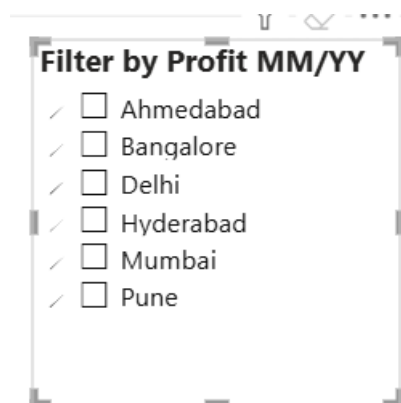 Filter by Profit MM/YY
Ahmedabad
Bangalore
Delhi
Hyderabad
Mumbai
Pune